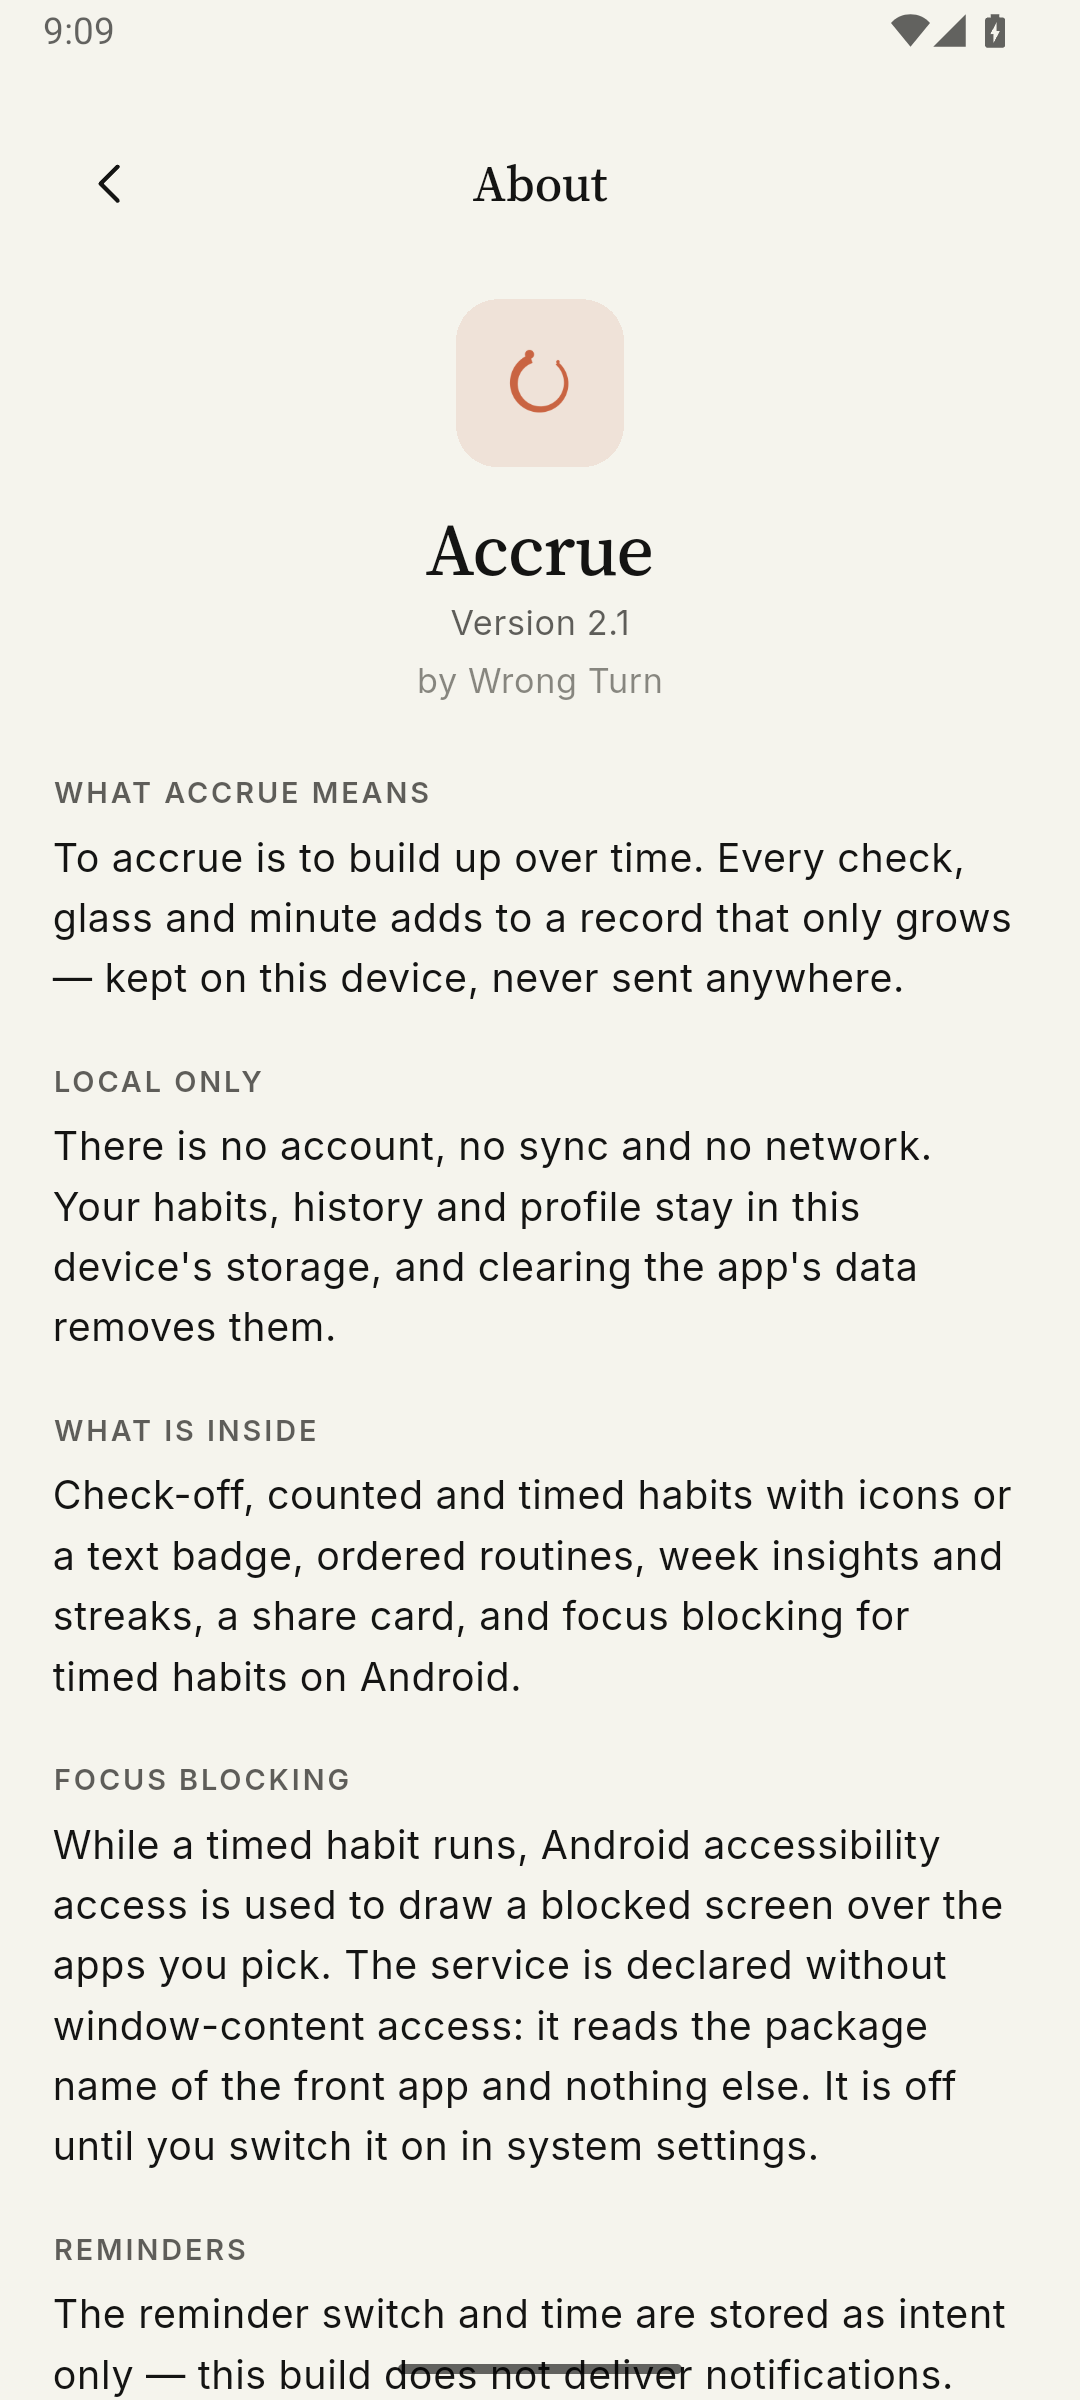 9:09
About
Accrue
Version 2.1
by Wrong Turn
WHAT ACCRUE MEANS
To accrue is to build up over time. Every check,
glass and minute adds to a record that only grows
— kept on this device, never sent anywhere.
LOCAL ONLY
There is no account, no sync and no network.
Your habits, history and profile stay in this
device's storage, and clearing the app's data
removes them.
WHAT IS INSIDE
Check-off, counted and timed habits with icons or
a text badge, ordered routines, week insights and
streaks, a share card, and focus blocking for
timed habits on Android.
FOCUS BLOCKING
While a timed habit runs, Android accessibility
access is used to draw a blocked screen over the
apps you pick. The service is declared without
window-content access: it reads the package
name of the front app and nothing else. It is off
until you switch it on in system settings.
REMINDERS
The reminder switch and time are stored as intent
only — this build does not deliver notifications.